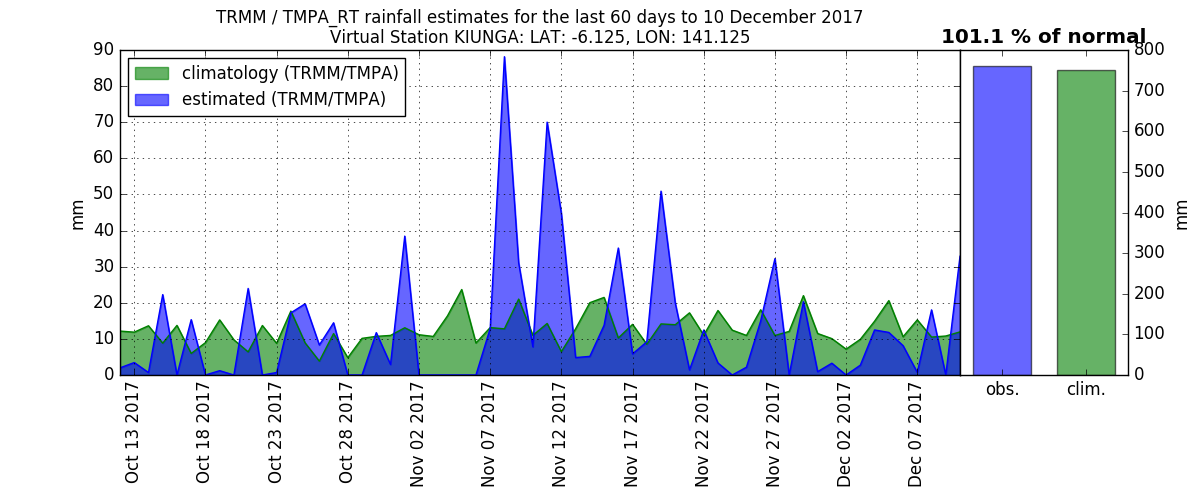 TRMM / TMPA_RT rainfall estimates for the last 60 days to 10 December 2017
Virtual Station KIUNGA: LAT: -6.125, LON: 141.125
101.1 % of normal
climatology (TRMM/TMPA)
estimated (TRMM/TMPA)
mm
90
80
70
60
50
40
30
20
10
0
Oct 13 2017
Oct 18 2017
Oct 23 2017
Oct 28 2017
Nov 02 2017
Nov 07 2017
Nov 12 2017
Nov 17 2017
Nov 22 2017
Nov 27 2017
Dec 02 2017
Dec 07 2017
obs.
clim.
800
700
600
500
400
300
200
100
0
mm